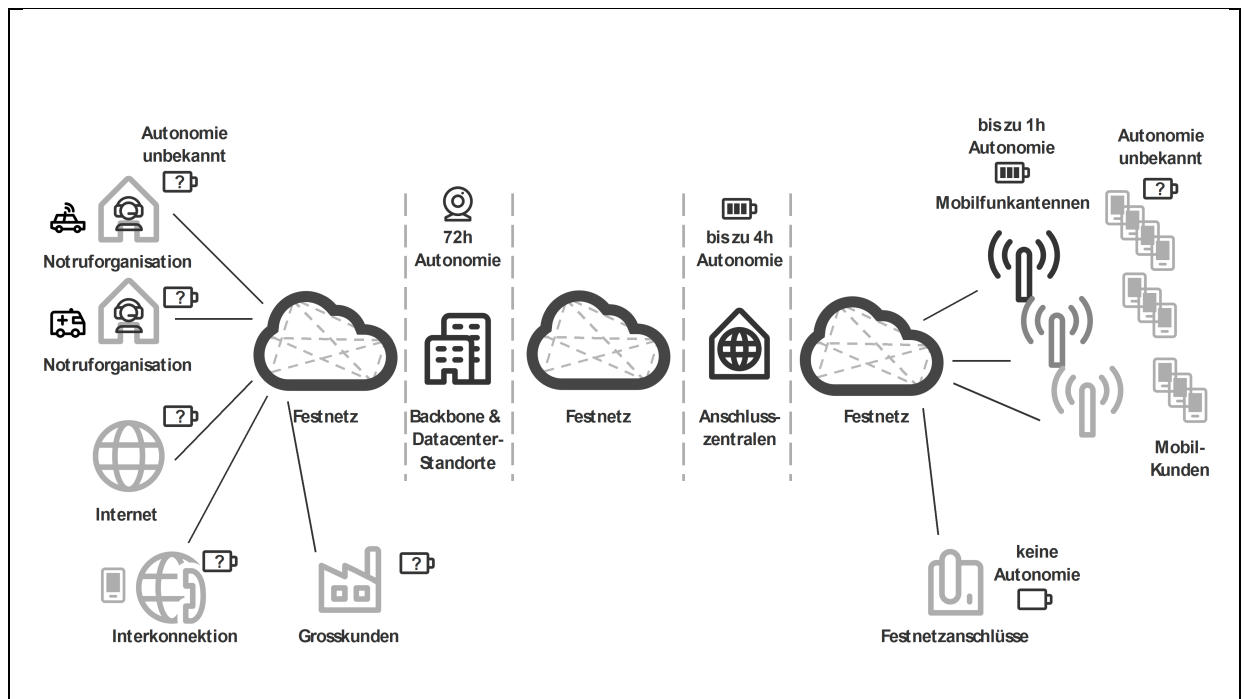 Autonomie
unbekannt
?
Notruforganisation
?
Notruforganisation
?
Internet
?
Interkonnektion
?
Grosskunden
Festnetz
72h
Autonomie
Backbone &
Datacenter-
Standorte
Festnetz
bis zu 4h
Autonomie
Anschluss-
zentralen
Festnetz
bis zu 1h
Autonomie
Mobilfunkantennen
Autonomie
unbekannt
?
Mobil-
Kunden
keine
Autonomie
Festnetzanschlüsse